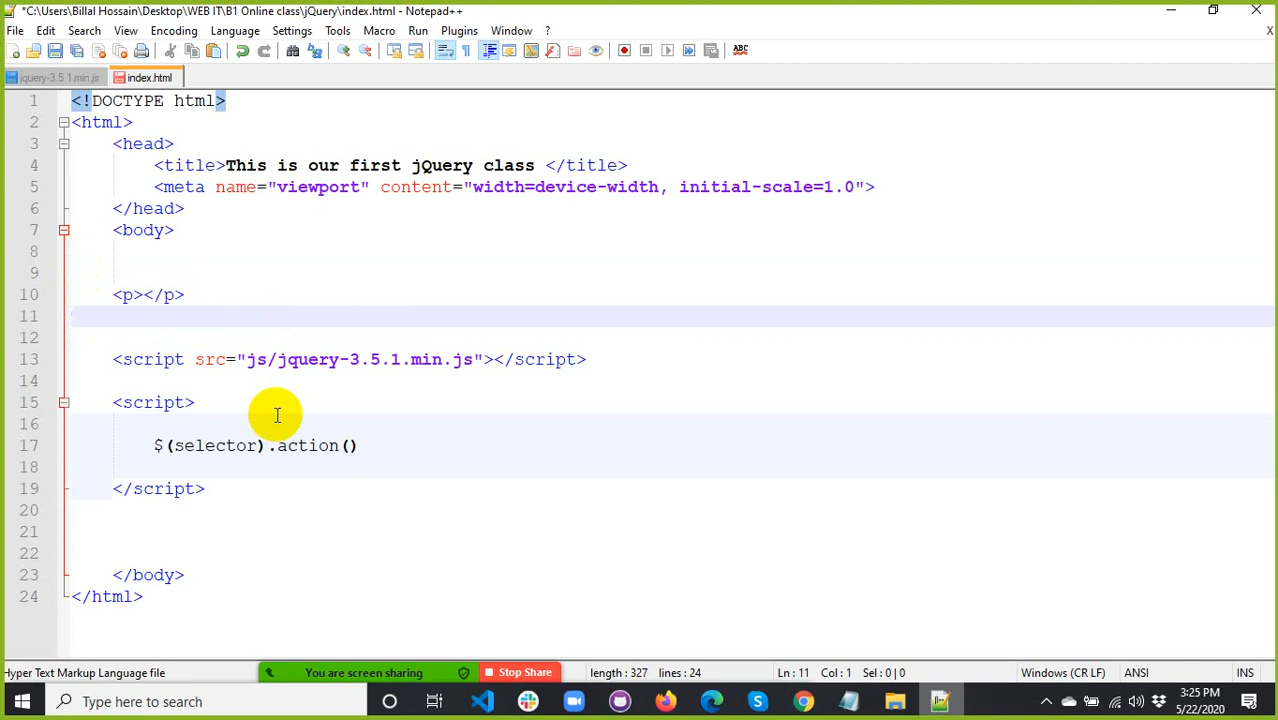 *C:\Users\Billal Hossain\Desktop\WEB IT\B1 Online class\jQuery\index.html - Notepad++
File Edit Search View Encoding Language Settings Tools Macro Run Plugins Window ? X
ABC
jquery-3.5.1.min.js index.html
1 <!DOCTYPE html>
2 <html>
3 <head>
4 <title>This is our first jQuery class </title>
5 <meta name="viewport" content="width=device-width, initial-scale=1.0">
6 </head>
7 <body>
8
9
10 <p></p>
11
12
13 <script src="js/jquery-3.5.1.min.js"></script>
14
15 <script>
16
17 $(selector).action()
18
19 </script>
20
21
22
23 </body>
24 </html>
Hyper Text Markup Language file You are screen sharing Stop Share length : 327 lines : 24 Ln : 11 Col : 1 Sel : 0 | 0 Windows (CR LF) ANSI INS
Type here to search
3:25 PM
5/22/2020